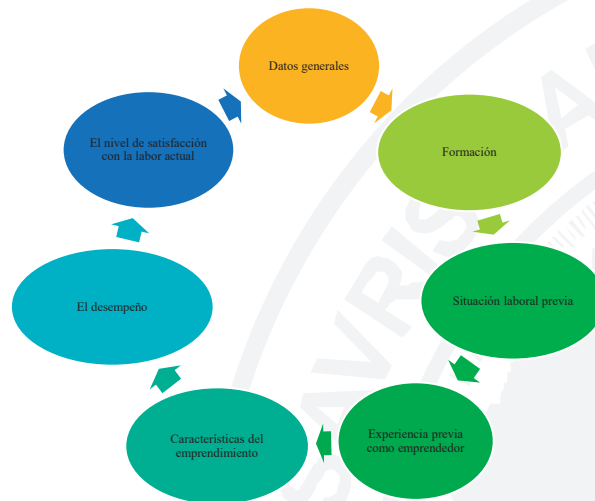 Datos generales
Formación
Situación laboral previa
Experiencia previa
como emprendedor
Características del
emprendimiento
El desempeño
El nivel de satisfacción
con la labor actual